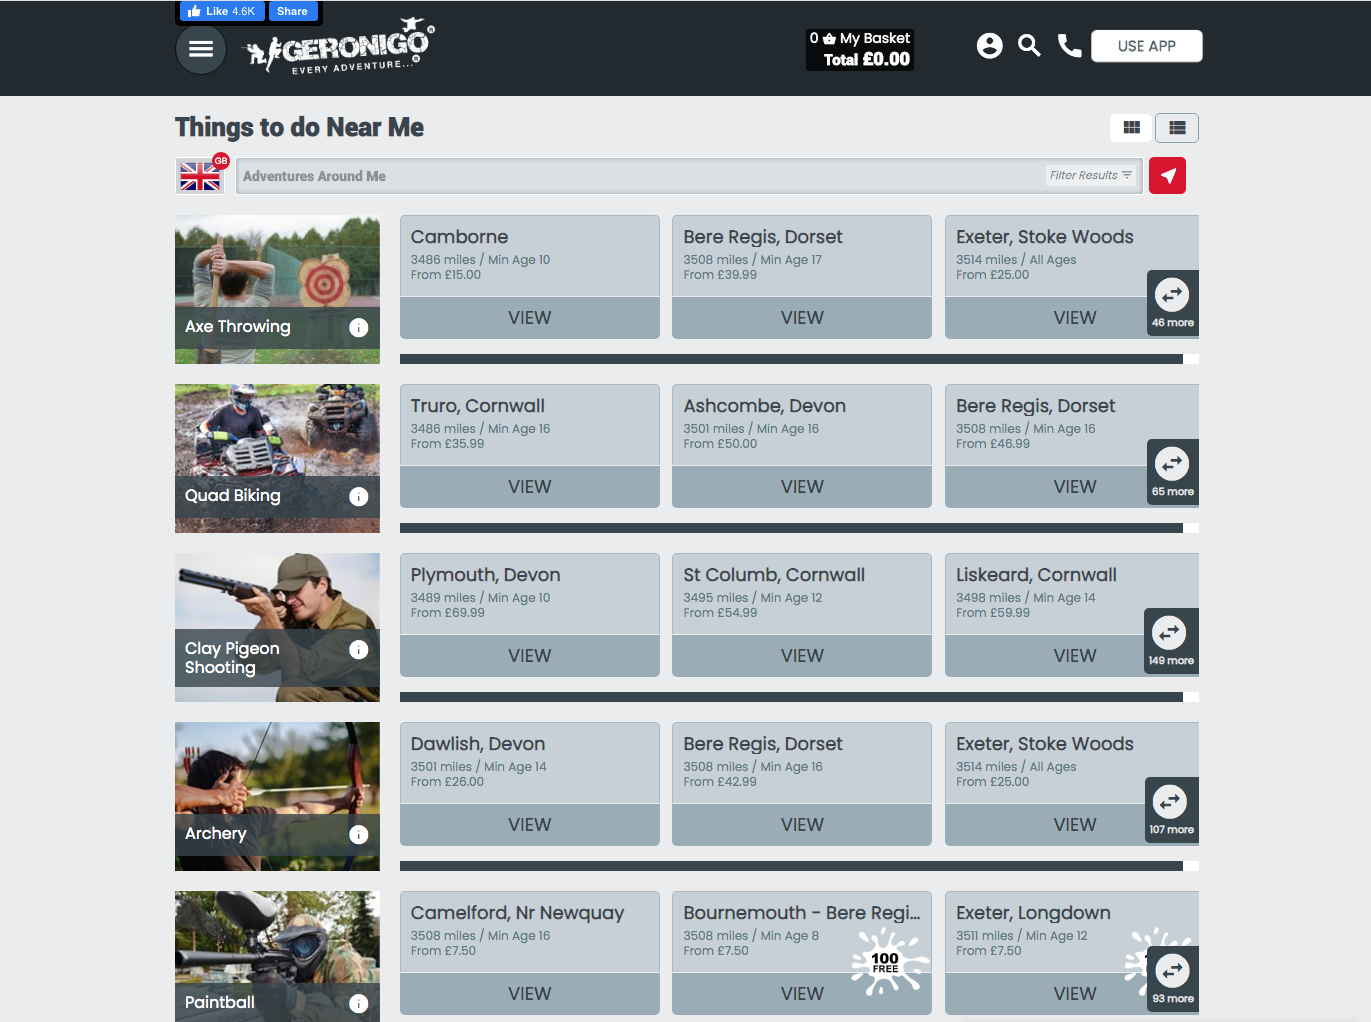 Like 4.6K
Share
GERONIGO®
EVERY ADVENTURE...®
0 My Basket
Total £0.00
USE APP
Things to do Near Me
GB
Adventures Around Me
Filter Results
Axe Throwing
Camborne
3486 miles / Min Age 10
From £15.00
VIEW
Bere Regis, Dorset
3508 miles / Min Age 17
From £39.99
VIEW
Exeter, Stoke Woods
3514 miles / All Ages
From £25.00
VIEW
46 more
Quad Biking
Truro, Cornwall
3486 miles / Min Age 16
From £35.99
VIEW
Ashcombe, Devon
3501 miles / Min Age 16
From £50.00
VIEW
Bere Regis, Dorset
3508 miles / Min Age 16
From £46.99
VIEW
65 more
Clay Pigeon
Shooting
Plymouth, Devon
3489 miles / Min Age 10
From £69.99
VIEW
St Columb, Cornwall
3495 miles / Min Age 12
From £54.99
VIEW
Liskeard, Cornwall
3498 miles / Min Age 14
From £59.99
VIEW
149 more
Archery
Dawlish, Devon
3501 miles / Min Age 14
From £26.00
VIEW
Bere Regis, Dorset
3508 miles / Min Age 16
From £42.99
VIEW
Exeter, Stoke Woods
3514 miles / All Ages
From £25.00
VIEW
107 more
Paintball
Camelford, Nr Newquay
3508 miles / Min Age 16
From £7.50
VIEW
Bournemouth - Bere Regi...
3508 miles / Min Age 8
From £7.50
100
FREE
VIEW
Exeter, Longdown
3511 miles / Min Age 12
From £7.50
VIEW
93 more